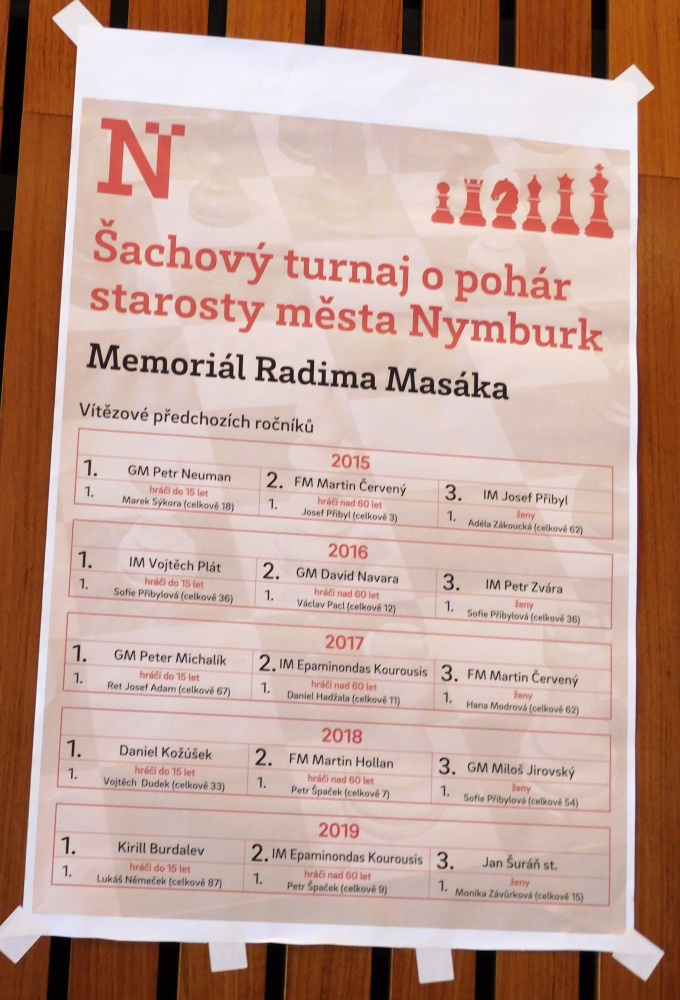 N
Šachový turnaj o pohár
starosty města Nymburk
Memoriál Radima Masáka
Vítězové předchozích ročníků
2015
1. GM Petr Neuman 2. FM Martin Červený 3. IM Josef Přibyl
hráči do 15 let hráči nad 60 let ženy
1. Marek Sýkora (celkově 18) 1. Josef Přibyl (celkově 3) 1. Adéla Zákoucká (celkově 62)
2016
1. IM Vojtěch Plát 2. GM David Navara 3. IM Petr Zvára
hráči do 15 let hráči nad 60 let ženy
1. Sofie Přibylová (celkově 36) 1. Václav Pacl (celkově 12) 1. Sofie Přibylová (celkově 36)
2017
1. GM Peter Michalík 2. IM Epaminondas Kourousis 3. FM Martin Červený
hráči do 15 let hráči nad 60 let ženy
1. Ret Josef Adam (celkově 67) 1. Daniel Hadžala (celkově 11) 1. Hana Modrová (celkově 62)
2018
1. Daniel Kožúšek 2. FM Martin Hollan 3. GM Miloš Jirovský
hráči do 15 let hráči nad 60 let ženy
1. Vojtěch Dudek (celkově 33) 1. Petr Špaček (celkově 7) 1. Sofie Přibylová (celkově 54)
2019
1. Kirill Burdalev 2. IM Epaminondas Kourousis 3. Jan Šuráň st.
hráči do 15 let hráči nad 60 let ženy
1. Lukáš Němeček (celkově 87) 1. Petr Špaček (celkově 9) 1. Monika Závůrková (celkově 15)